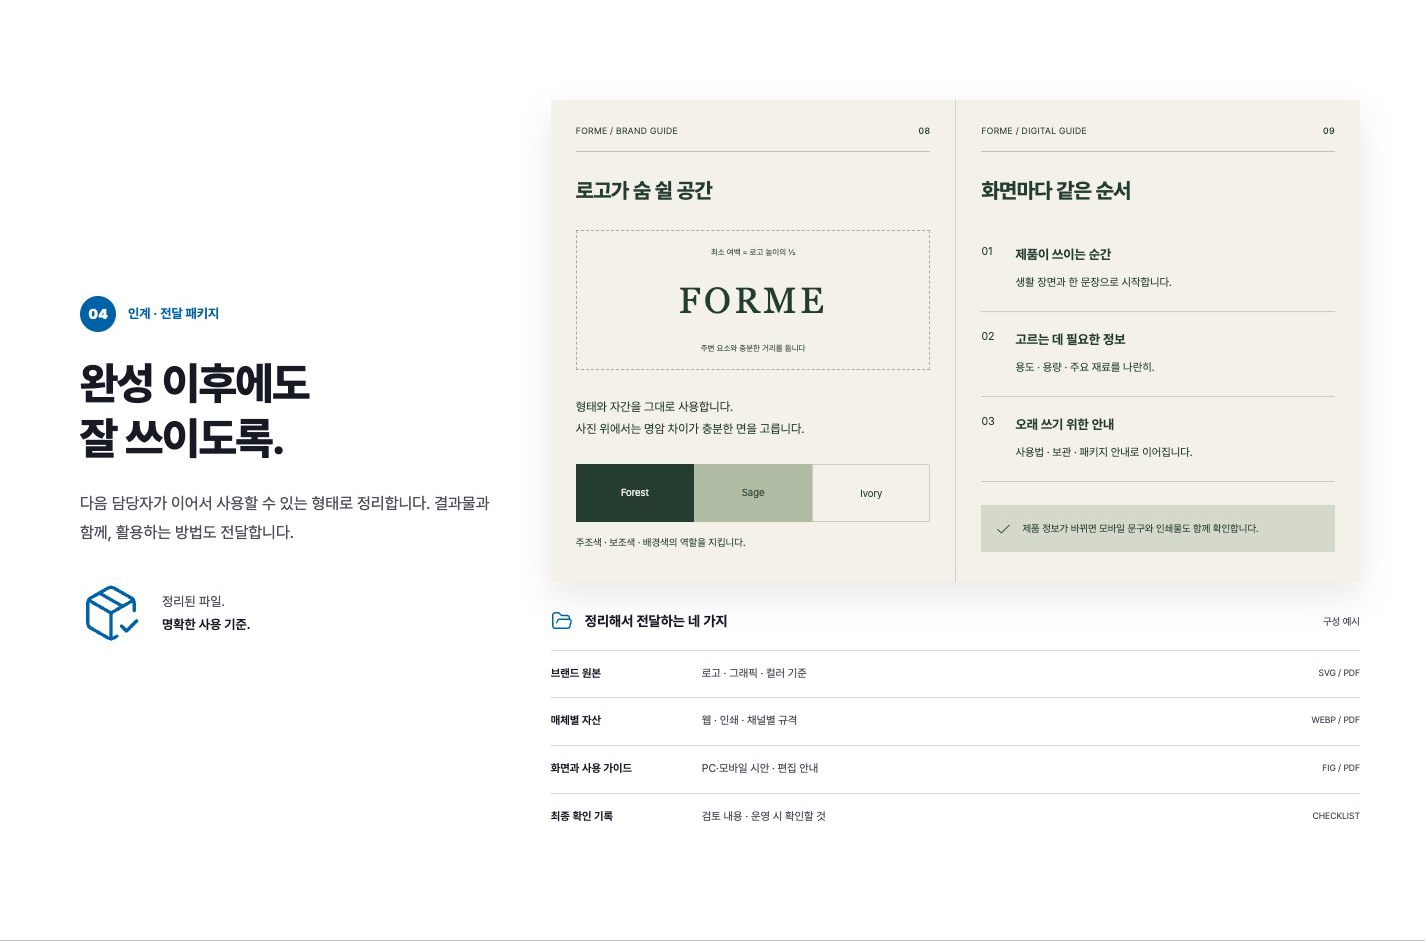 04 인계 · 전달 패키지
완성 이후에도
잘 쓰이도록.
다음 담당자가 이어서 사용할 수 있는 형태로 정리합니다. 결과물과
함께, 활용하는 방법도 전달합니다.
정리된 파일.
명확한 사용 기준.
FORME / BRAND GUIDE 08
로고가 숨 쉴 공간
최소 여백 = 로고 높이의 ½
FORME
주변 요소와 충분한 거리를 둡니다
형태와 자간을 그대로 사용합니다.
사진 위에서는 명암 차이가 충분한 면을 고릅니다.
Forest Sage Ivory
주조색 · 보조색 · 배경색의 역할을 지킵니다.
FORME / DIGITAL GUIDE 09
화면마다 같은 순서
01 제품이 쓰이는 순간
생활 장면과 한 문장으로 시작합니다.
02 고르는 데 필요한 정보
용도 · 용량 · 주요 재료를 나란히.
03 오래 쓰기 위한 안내
사용법 · 보관 · 패키지 안내로 이어집니다.
제품 정보가 바뀌면 모바일 문구와 인쇄물도 함께 확인합니다.
정리해서 전달하는 네 가지 구성 예시
브랜드 원본 로고 · 그래픽 · 컬러 기준 SVG / PDF
매체별 자산 웹 · 인쇄 · 채널별 규격 WEBP / PDF
화면과 사용 가이드 PC·모바일 시안 · 편집 안내 FIG / PDF
최종 확인 기록 검토 내용 · 운영 시 확인할 것 CHECKLIST